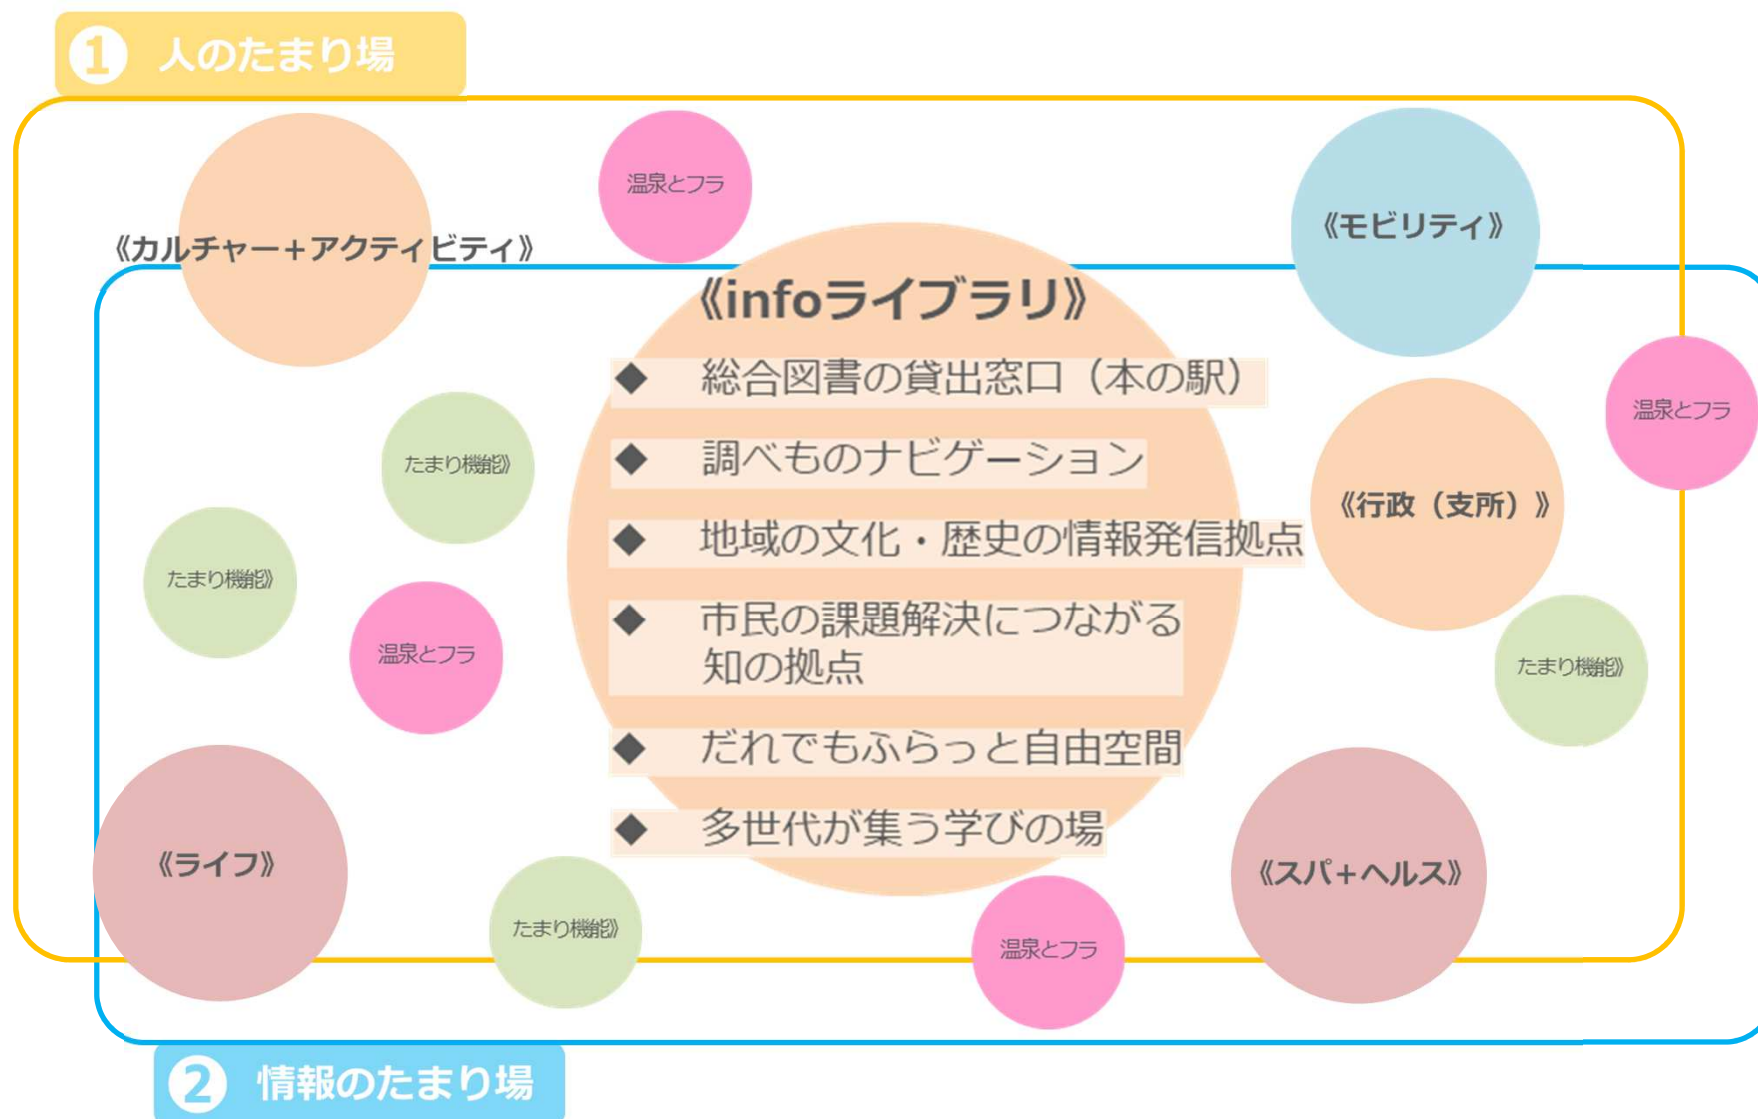 1 人のたまり場
温泉とフラ
《モビリティ》
《カルチャー+アクティビティ》
《infoライブラリ》
◆ 総合図書の貸出窓口（本の駅）
◆ 調べものナビゲーション
◆ 地域の文化・歴史の情報発信拠点
◆ 市民の課題解決につながる
知の拠点
◆ だれでもふらっと自由空間
◆ 多世代が集う学びの場
温泉とフラ
《行政（支所）》
たまり機能》
たまり機能》
温泉とフラ
たまり機能》
《ライフ》
《スパ+ヘルス》
たまり機能》
温泉とフラ
2 情報のたまり場